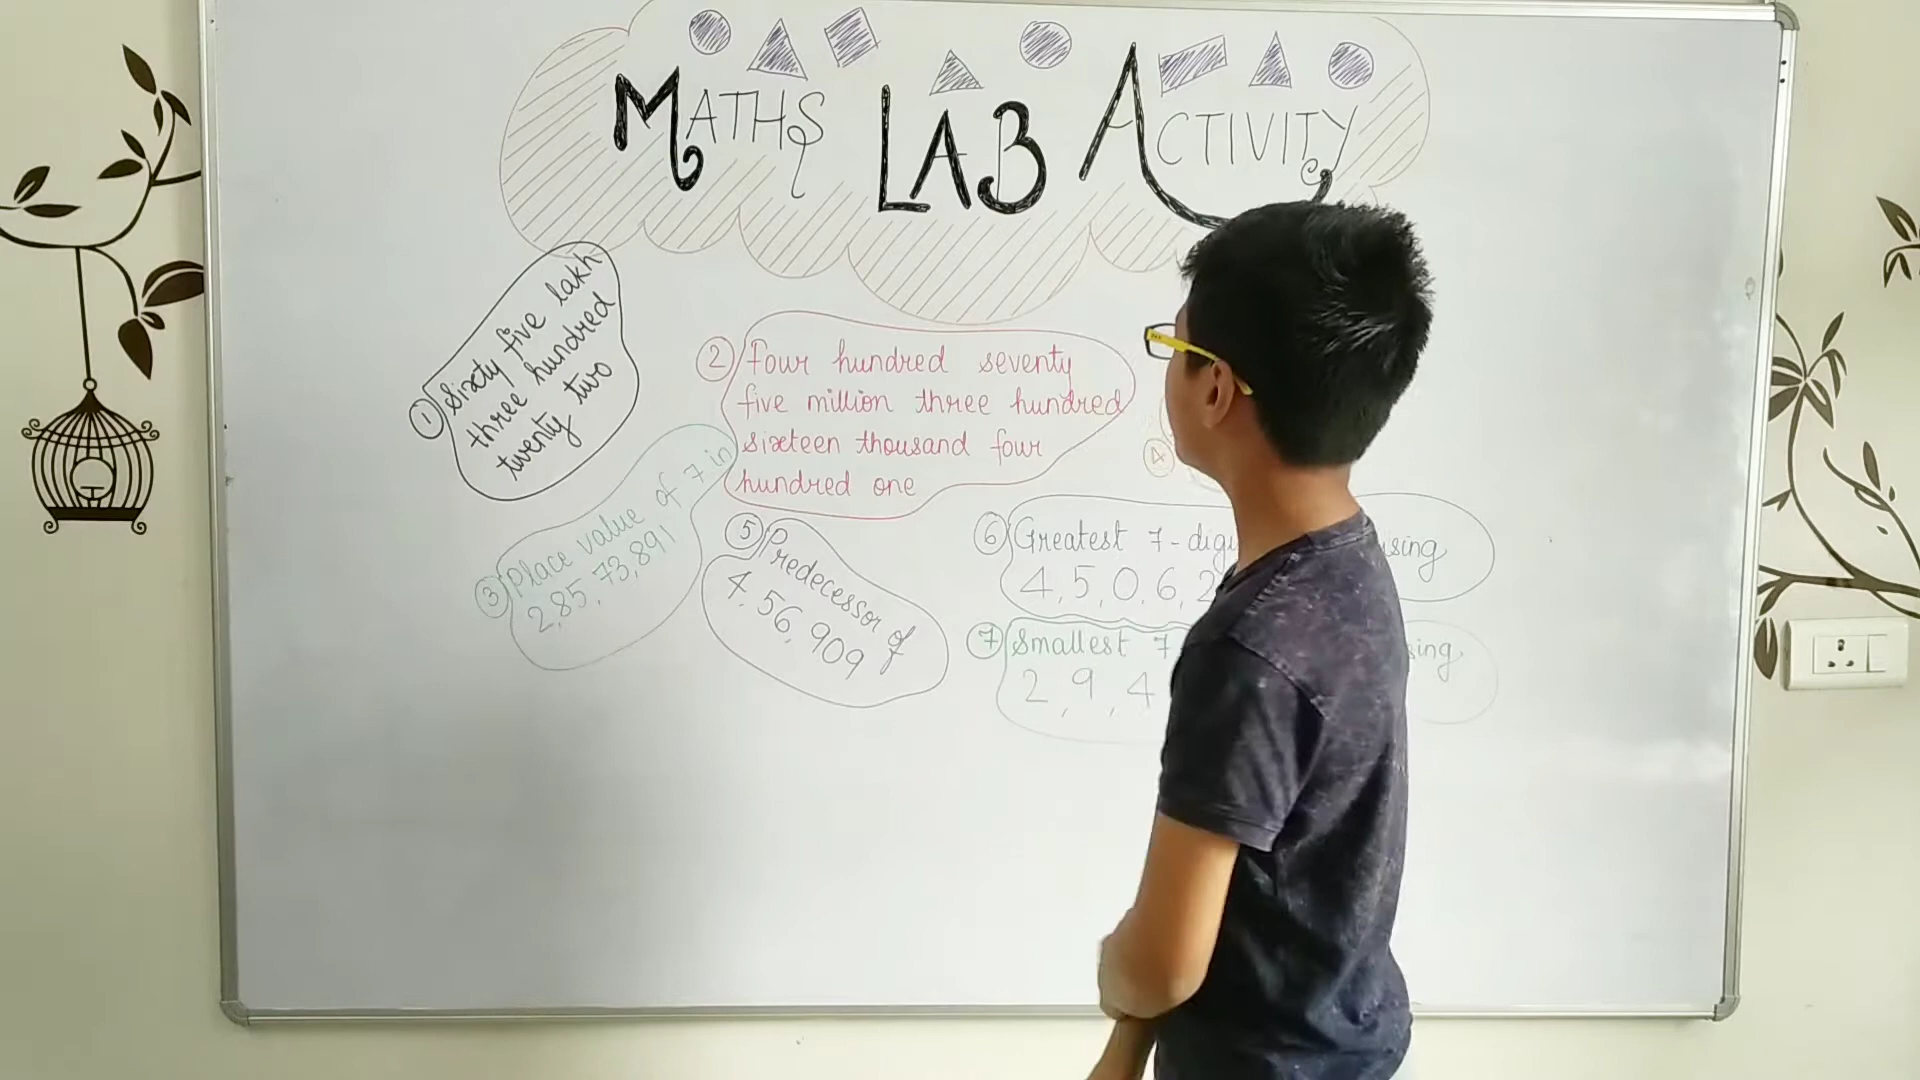 MATHS LAB ACTIVITY
1 Sixty five lakh
three hundred
twenty two
2 Four hundred seventy
five million three hundred
sixteen thousand four
hundred one
3 Place value of 7 in
2,85,73,891
4
5 Predecessor of
4,56,909
6 Greatest 7-digi ising
4,5,0,6,2
7 Smallest 7 sing
2,9,4